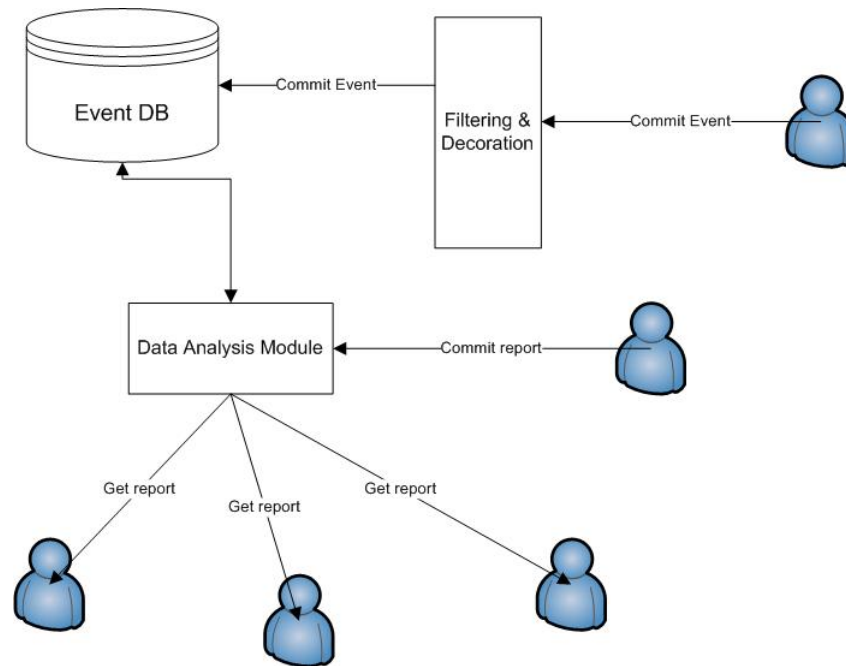 Event DB
Commit Event
Filtering &
Decoration
Commit Event
Data Analysis Module
Commit report
Get report
Get report
Get report